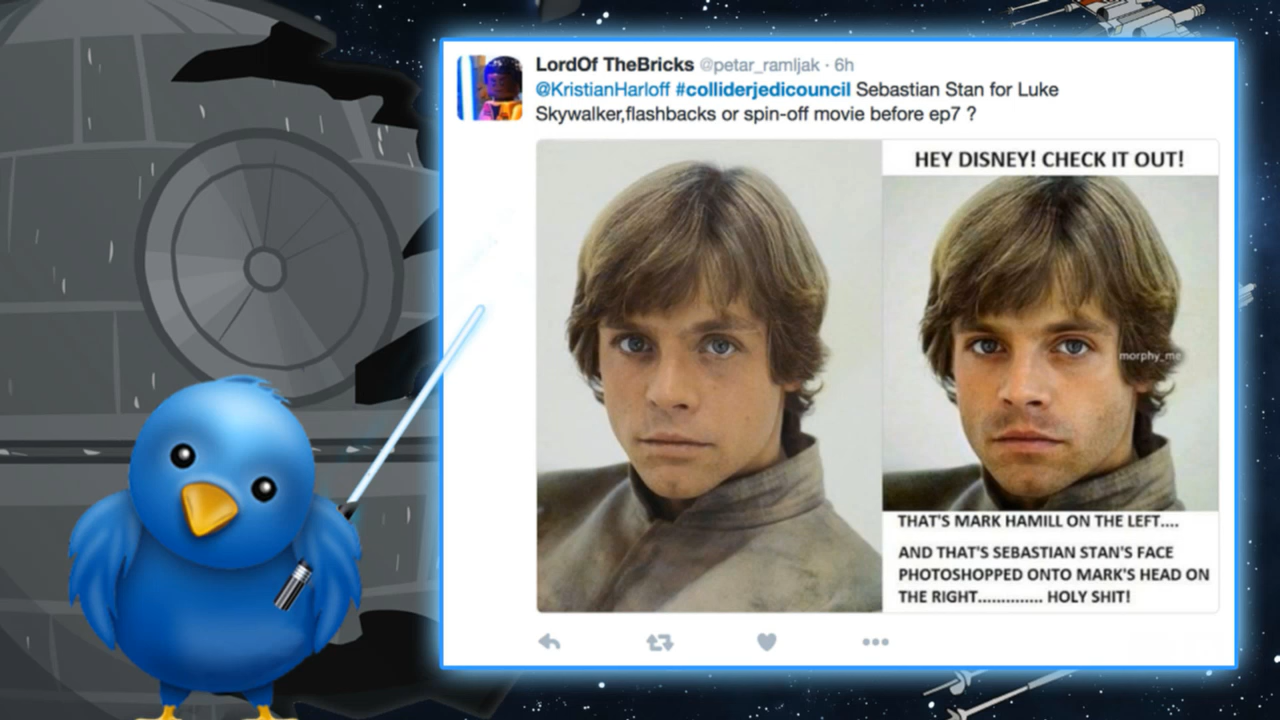 LordOf TheBricks @petar_ramljak · 6h
@KristianHarloff #colliderjedicouncil Sebastian Stan for Luke
Skywalker,flashbacks or spin-off movie before ep7 ?
HEY DISNEY! CHECK IT OUT!
morphy_me
THAT'S MARK HAMILL ON THE LEFT....
AND THAT'S SEBASTIAN STAN'S FACE
PHOTOSHOPPED ONTO MARK'S HEAD ON
THE RIGHT.............. HOLY SHIT!